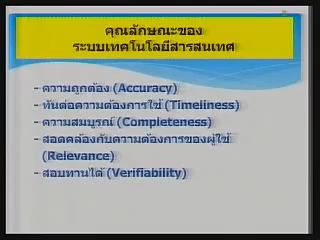 คุณลักษณะของ
ระบบเทคโนโลยีสารสนเทศ
- ความถูกต้อง (Accuracy)
- ทันต่อความต้องการใช้ (Timeliness)
- ความสมบูรณ์ (Completeness)
- สอดคล้องกับความต้องการของผู้ใช้
(Relevance)
- สอบทานได้ (Verifiability)